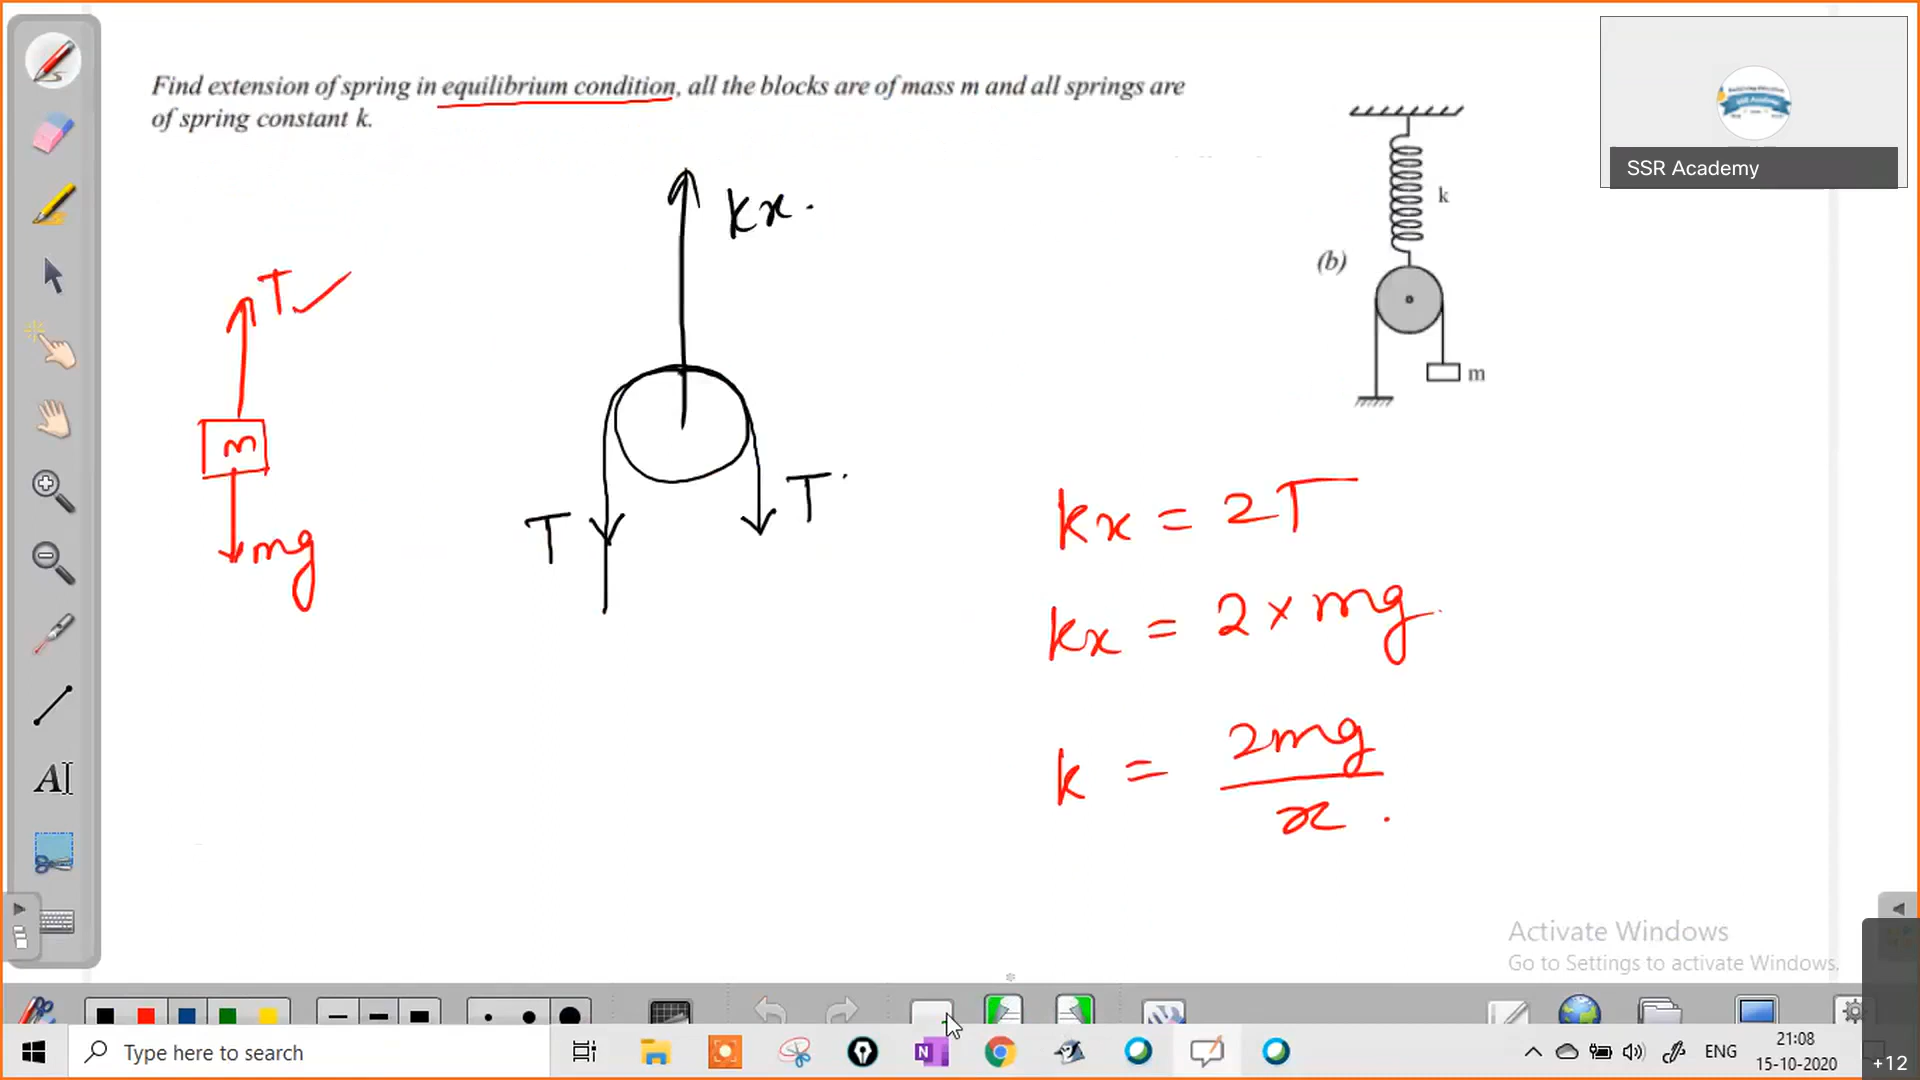 Find extension of spring in equilibrium condition, all the blocks are of mass m and all springs are
of spring constant k.
SSR Academy
kx
k
(b)
T
m
m
T
T
mg
kx = 2T
kx = 2 × mg
k = 2mg / x
Activate Windows
Go to Settings to activate Windows.
Type here to search
ENG
21:08
15-10-2020
+12